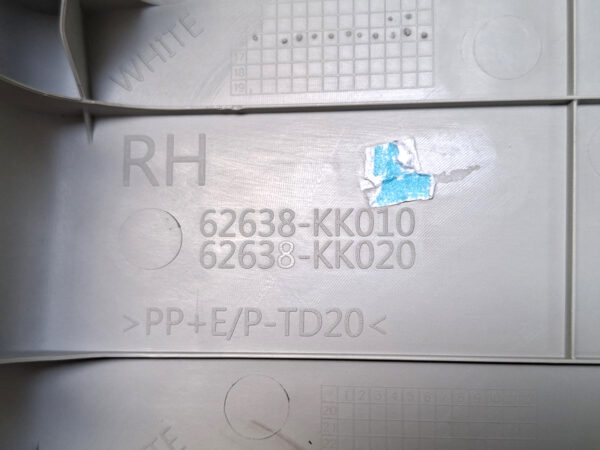 WHITE
RH
62638-KK010
62638-KK020
>PP+E/P-TD20<